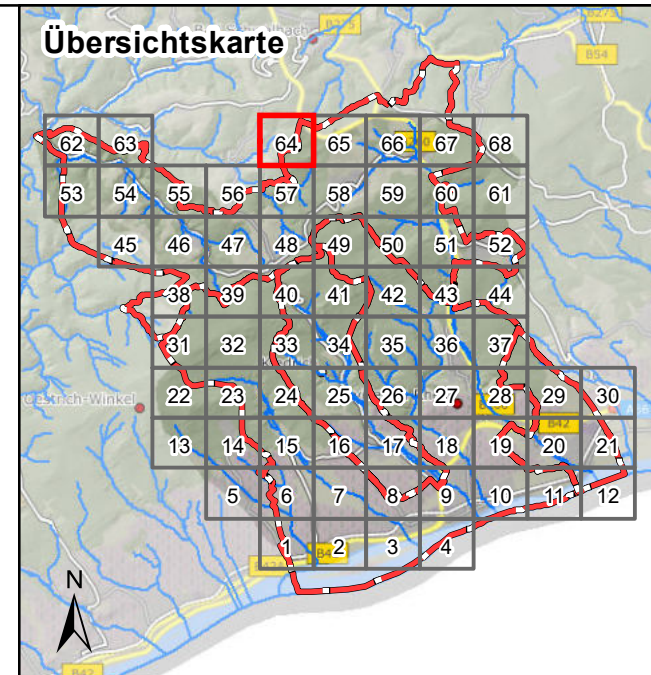 Übersichtskarte
B54
62 63 64 65 66 67 68
53 54 55 56 57 58 59 60 61
45 46 47 48 49 50 51 52
38 39 40 41 42 43 44
31 32 33 34 35 36 37
Oestrich-Winkel
22 23 24 25 26 27 28 29 30
B42
13 14 15 16 17 18 19 20 21
5 6 7 8 9 10 11 12
1 2 3 4
N
B42